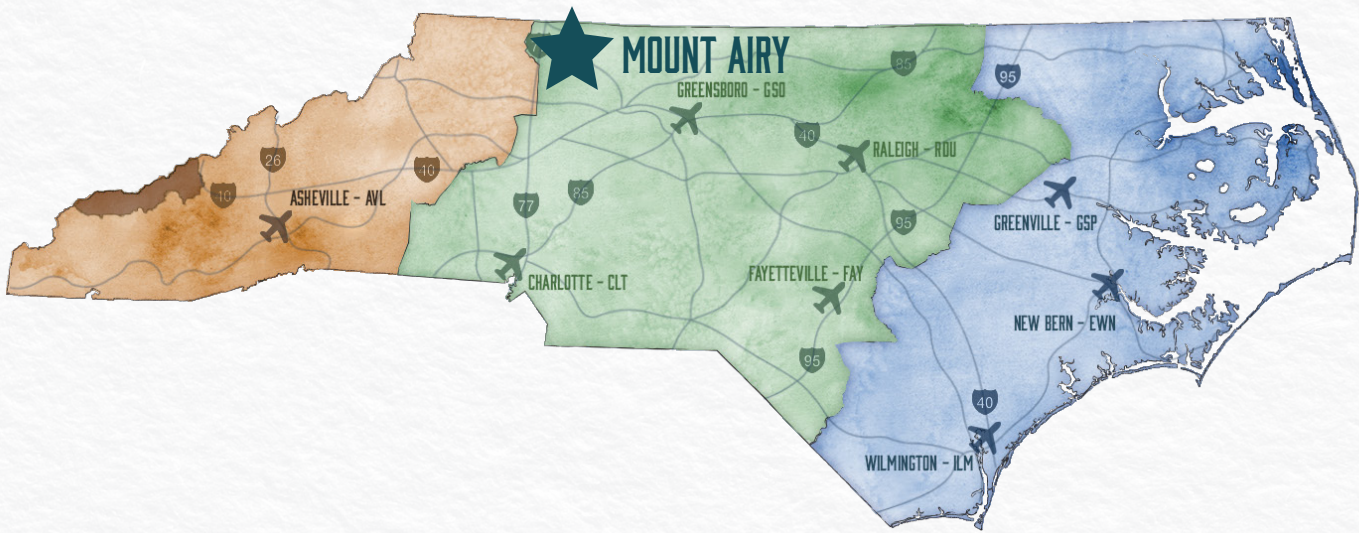 MOUNT AIRY
GREENSBORO - GSO
85
95
40
RALEIGH - RDU
26
40
40
ASHEVILLE - AVL
77
85
95
GREENVILLE - GSP
CHARLOTTE - CLT
FAYETTEVILLE - FAY
NEW BERN - EWN
95
40
WILMINGTON - ILM